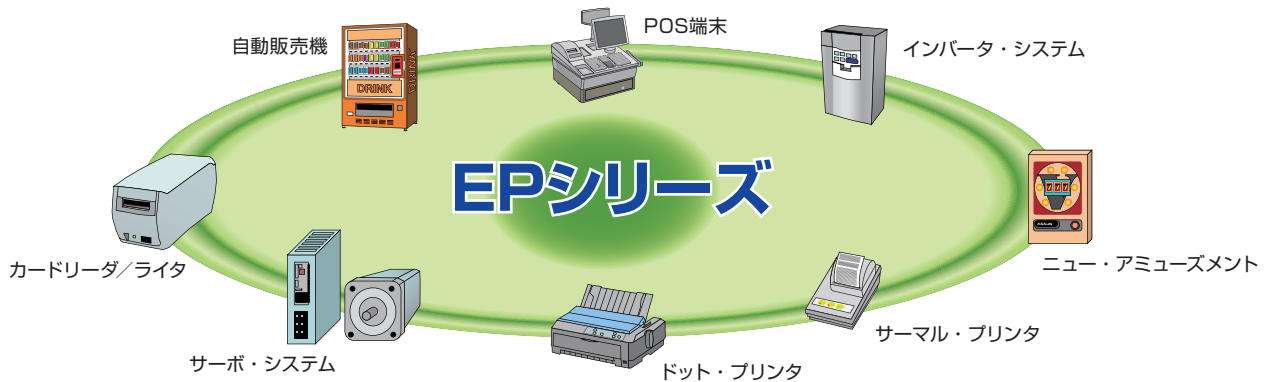 自動販売機
POS端末
インバータ・システム
DRINK
EPシリーズ
777
カードリーダ／ライタ
ニュー・アミューズメント
サーボ・システム
ドット・プリンタ
サーマル・プリンタ